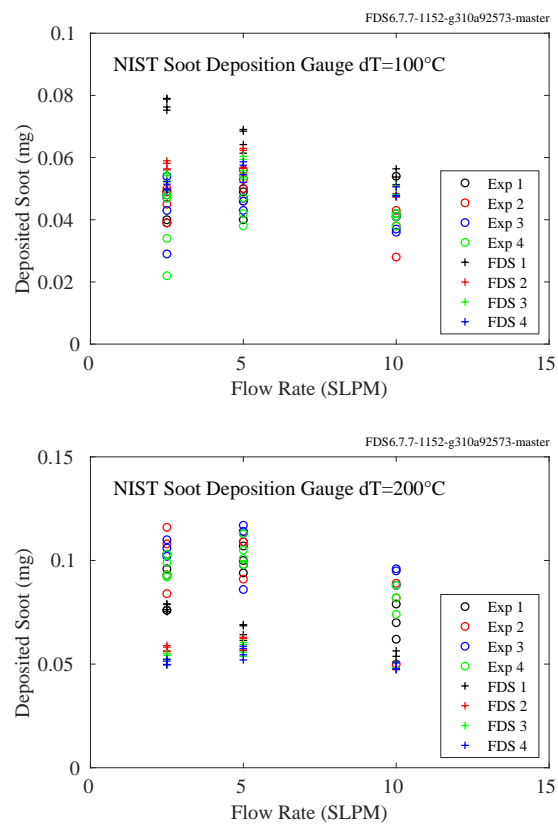 FDS6.7.7-1152-g310a92573-master
0.1
NIST Soot Deposition Gauge dT=100°C
0.08
0.06
0.04
0.02
0
Deposited Soot (mg)
Exp 1
Exp 2
Exp 3
Exp 4
FDS 1
FDS 2
FDS 3
FDS 4
0 5 10 15
Flow Rate (SLPM)
FDS6.7.7-1152-g310a92573-master
0.15
NIST Soot Deposition Gauge dT=200°C
0.1
0.05
0
Deposited Soot (mg)
Exp 1
Exp 2
Exp 3
Exp 4
FDS 1
FDS 2
FDS 3
FDS 4
0 5 10 15
Flow Rate (SLPM)